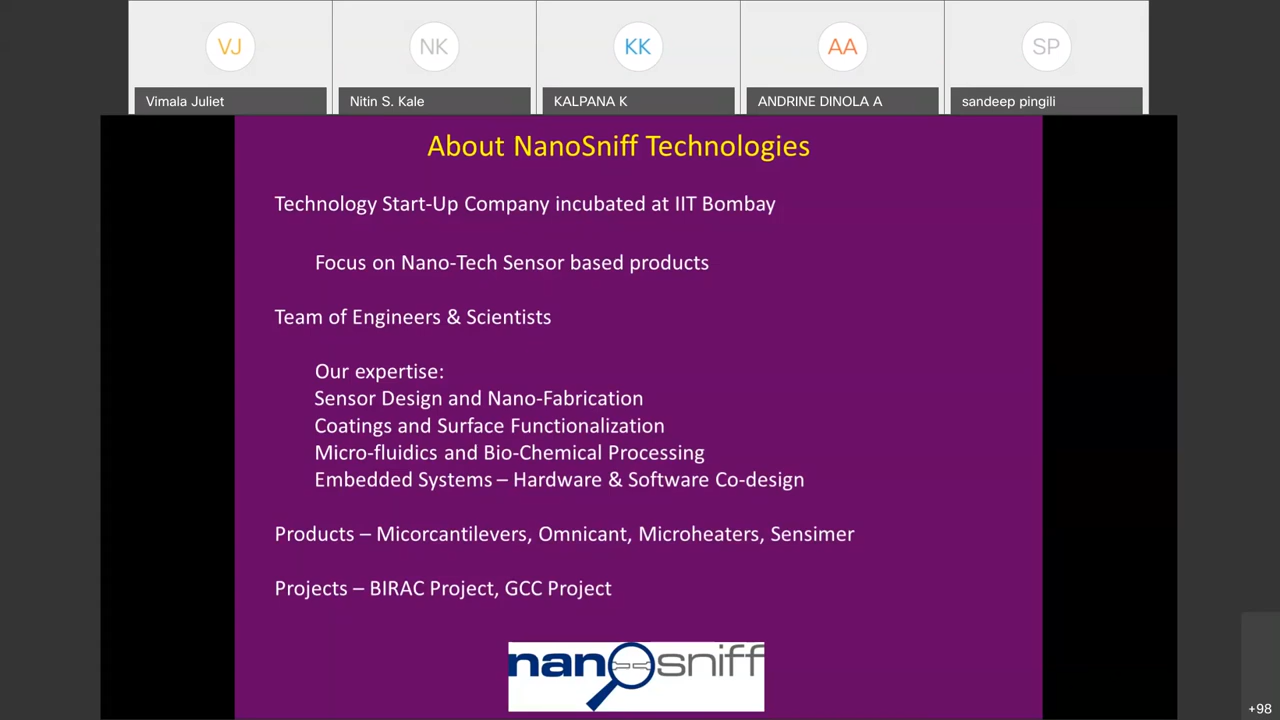 VJ
NK
KK
AA
SP
Vimala Juliet
Nitin S. Kale
KALPANA K
ANDRINE DINOLA A
sandeep pingili
About NanoSniff Technologies
Technology Start-Up Company incubated at IIT Bombay
Focus on Nano-Tech Sensor based products
Team of Engineers & Scientists
Our expertise:
Sensor Design and Nano-Fabrication
Coatings and Surface Functionalization
Micro-fluidics and Bio-Chemical Processing
Embedded Systems – Hardware & Software Co-design
Products – Micorcantilevers, Omnicant, Microheaters, Sensimer
Projects – BIRAC Project, GCC Project
nanosniff
+98